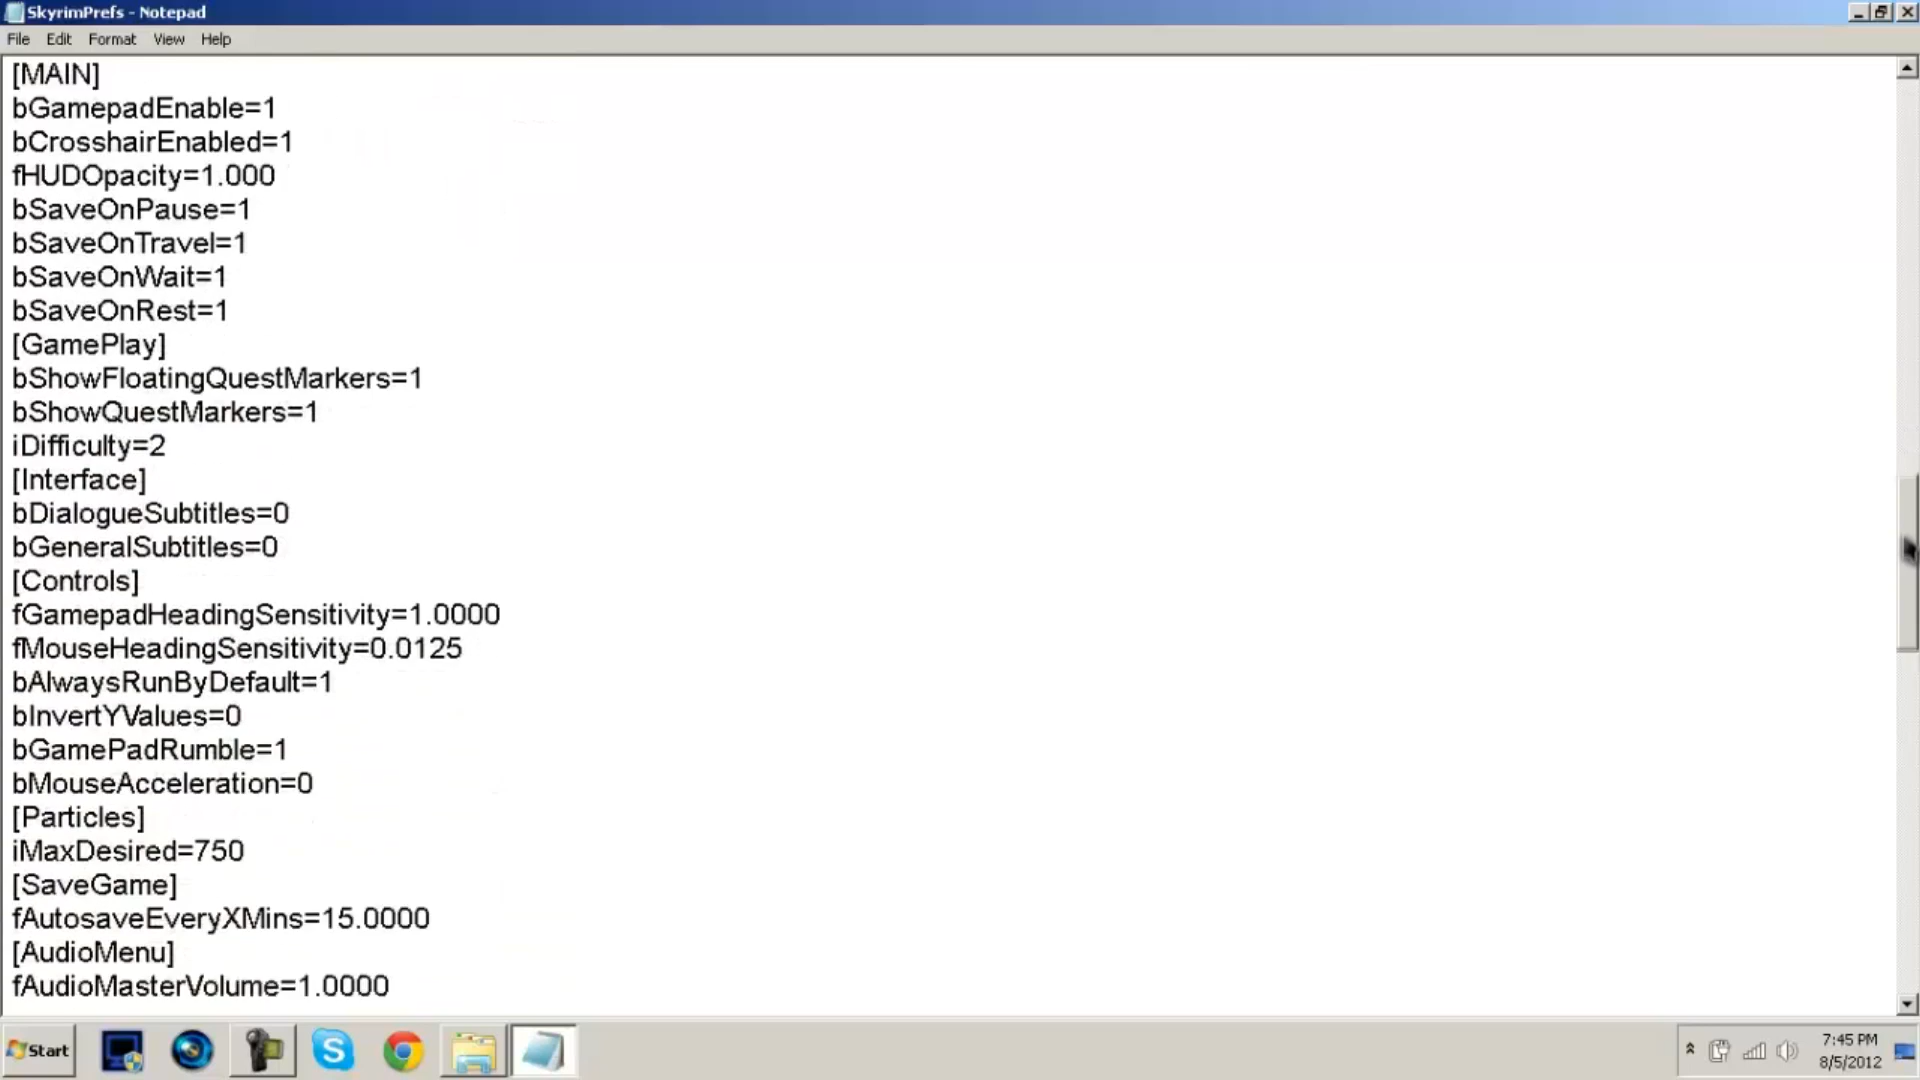 SkyrimPrefs - Notepad
File Edit Format View Help
[MAIN]
bGamepadEnable=1
bCrosshairEnabled=1
fHUDOpacity=1.000
bSaveOnPause=1
bSaveOnTravel=1
bSaveOnWait=1
bSaveOnRest=1
[GamePlay]
bShowFloatingQuestMarkers=1
bShowQuestMarkers=1
iDifficulty=2
[Interface]
bDialogueSubtitles=0
bGeneralSubtitles=0
[Controls]
fGamepadHeadingSensitivity=1.0000
fMouseHeadingSensitivity=0.0125
bAlwaysRunByDefault=1
bInvertYValues=0
bGamePadRumble=1
bMouseAcceleration=0
[Particles]
iMaxDesired=750
[SaveGame]
fAutosaveEveryXMins=15.0000
[AudioMenu]
fAudioMasterVolume=1.0000
Start
7:45 PM
8/5/2012